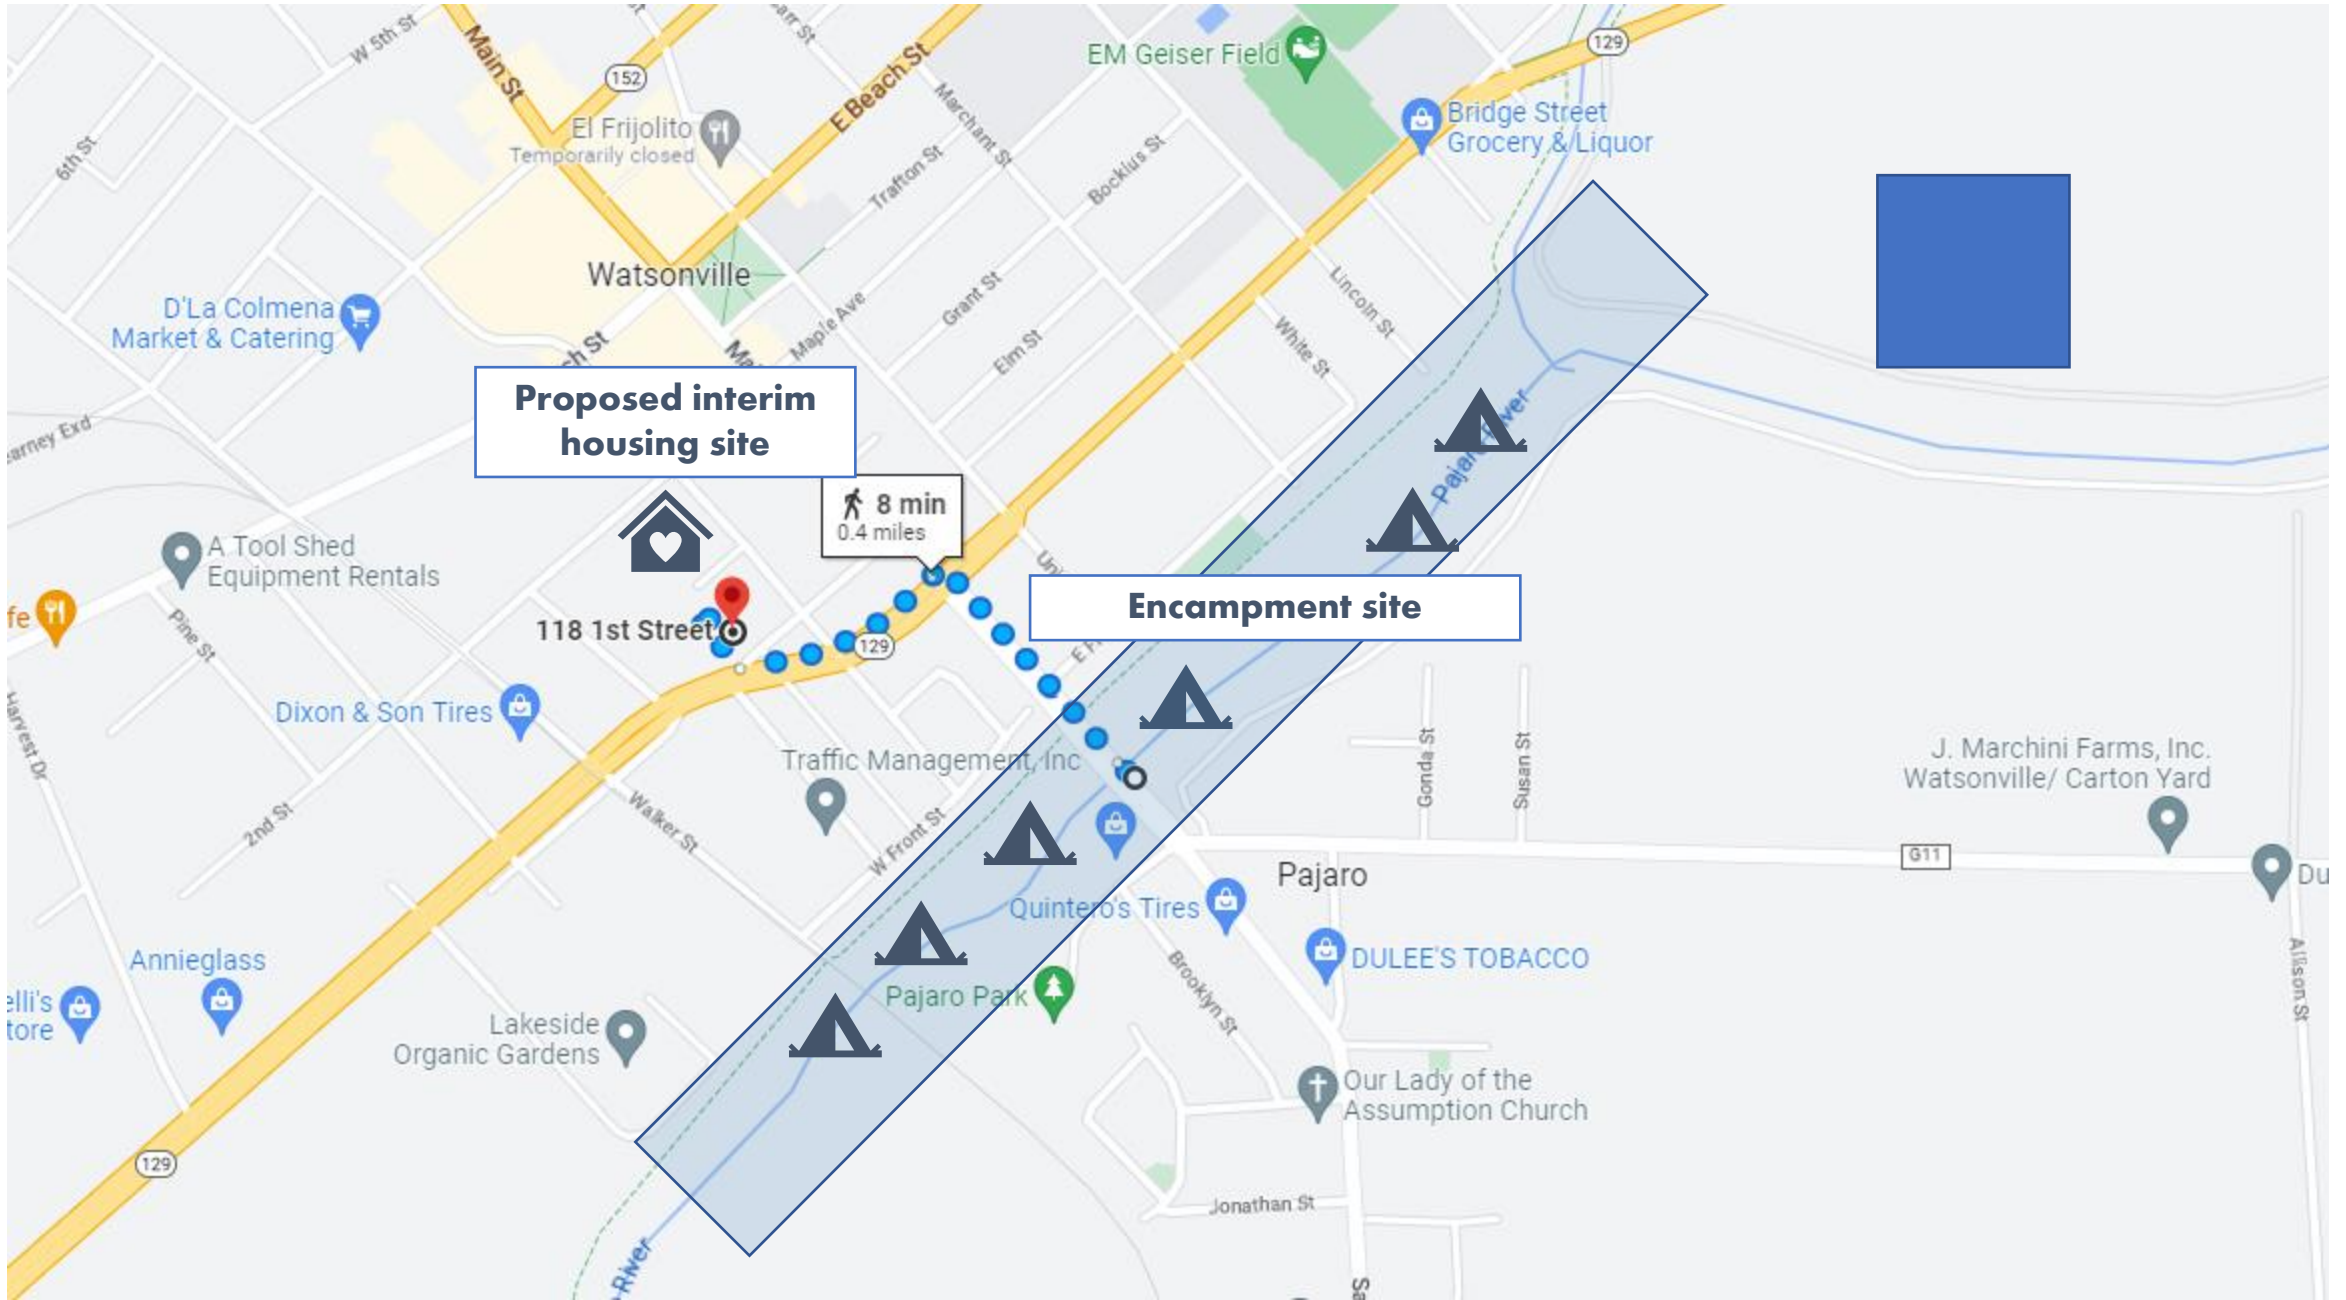 W 5th St
Main St
152
E Beach St
Marchant St
EM Geiser Field
129
Bridge Street
Grocery & Liquor
El Frijolito
Temporarily closed
6th St
Trafton St
Bocklus St
Watsonville
D'La Colmena
Market & Catering
Grant St
Lincoln St
Maple Ave
Elm St
White St
Proposed interim
housing site
Pajaro River
8 min
0.4 miles
A Tool Shed
Equipment Rentals
118 1st Street
129
Encampment site
Pine St
Dixon & Son Tires
Harvest Dr
2nd St
Walker St
Traffic Management, Inc
W Front St
Gonda St
Susan St
J. Marchini Farms, Inc.
Watsonville/ Carton Yard
G11
Pajaro
Quintero's Tires
DULEE'S TOBACCO
Annieglass
Pajaro Park
Brooklyn St
Allison St
Lakeside
Organic Gardens
Our Lady of the
Assumption Church
129
Jonathan St
River